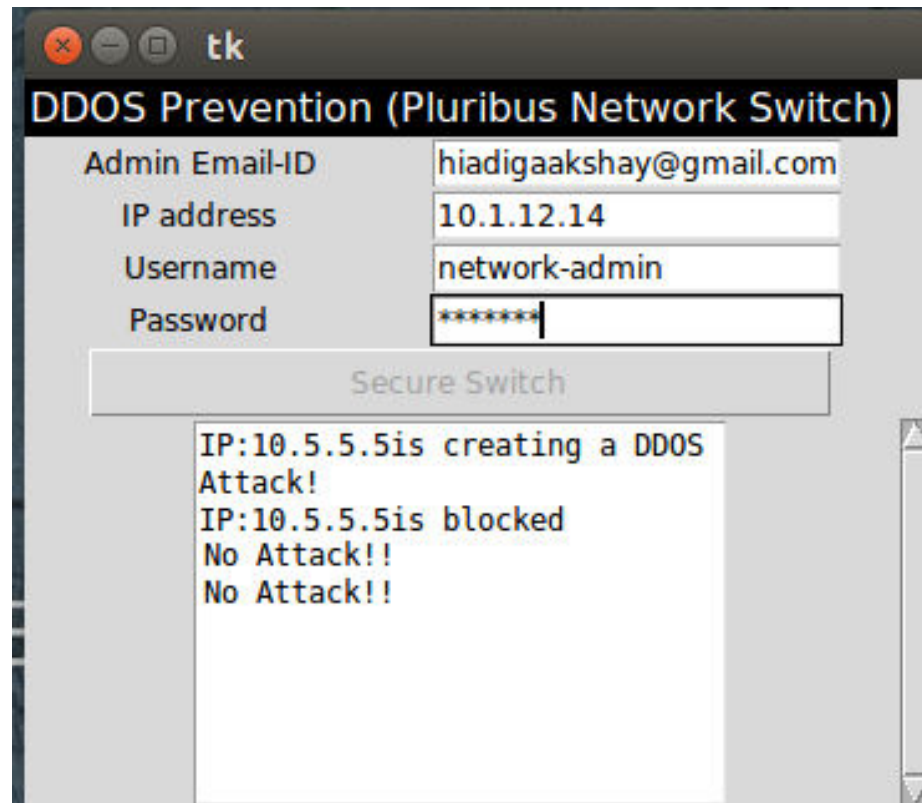 tk
DDOS Prevention (Pluribus Network Switch)
Admin Email-ID hiadigaakshay@gmail.com
IP address 10.1.12.14
Username network-admin
Password *******
Secure Switch
IP:10.5.5.5is creating a DDOS
Attack!
IP:10.5.5.5is blocked
No Attack!!
No Attack!!